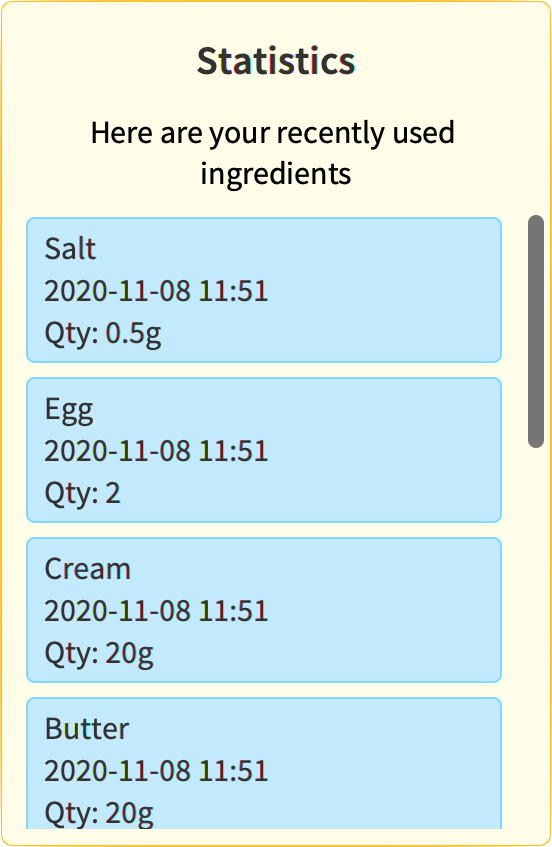 Statistics
Here are your recently used
ingredients
Salt
2020-11-08 11:51
Qty: 0.5g
Egg
2020-11-08 11:51
Qty: 2
Cream
2020-11-08 11:51
Qty: 20g
Butter
2020-11-08 11:51
Qty: 20g